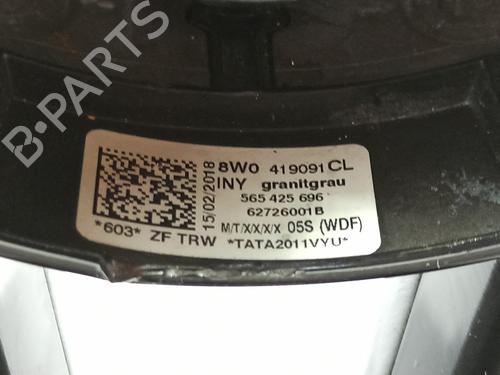 B-PARTS
8W0 419091 CL
INY granitgrau
565 425 696
62726001B
M/T/X/X/X/X 05S (WDF)
*TATA2011VYU*
15/02/2018
*603* ZF TRW